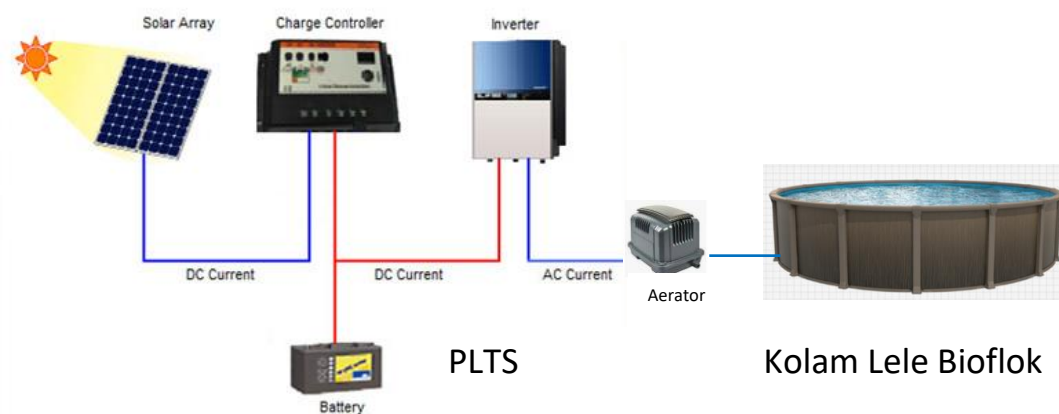 Solar Array
Charge Controller
Inverter
DC Current
DC Current
AC Current
Aerator
Battery
PLTS
Kolam Lele Bioflok